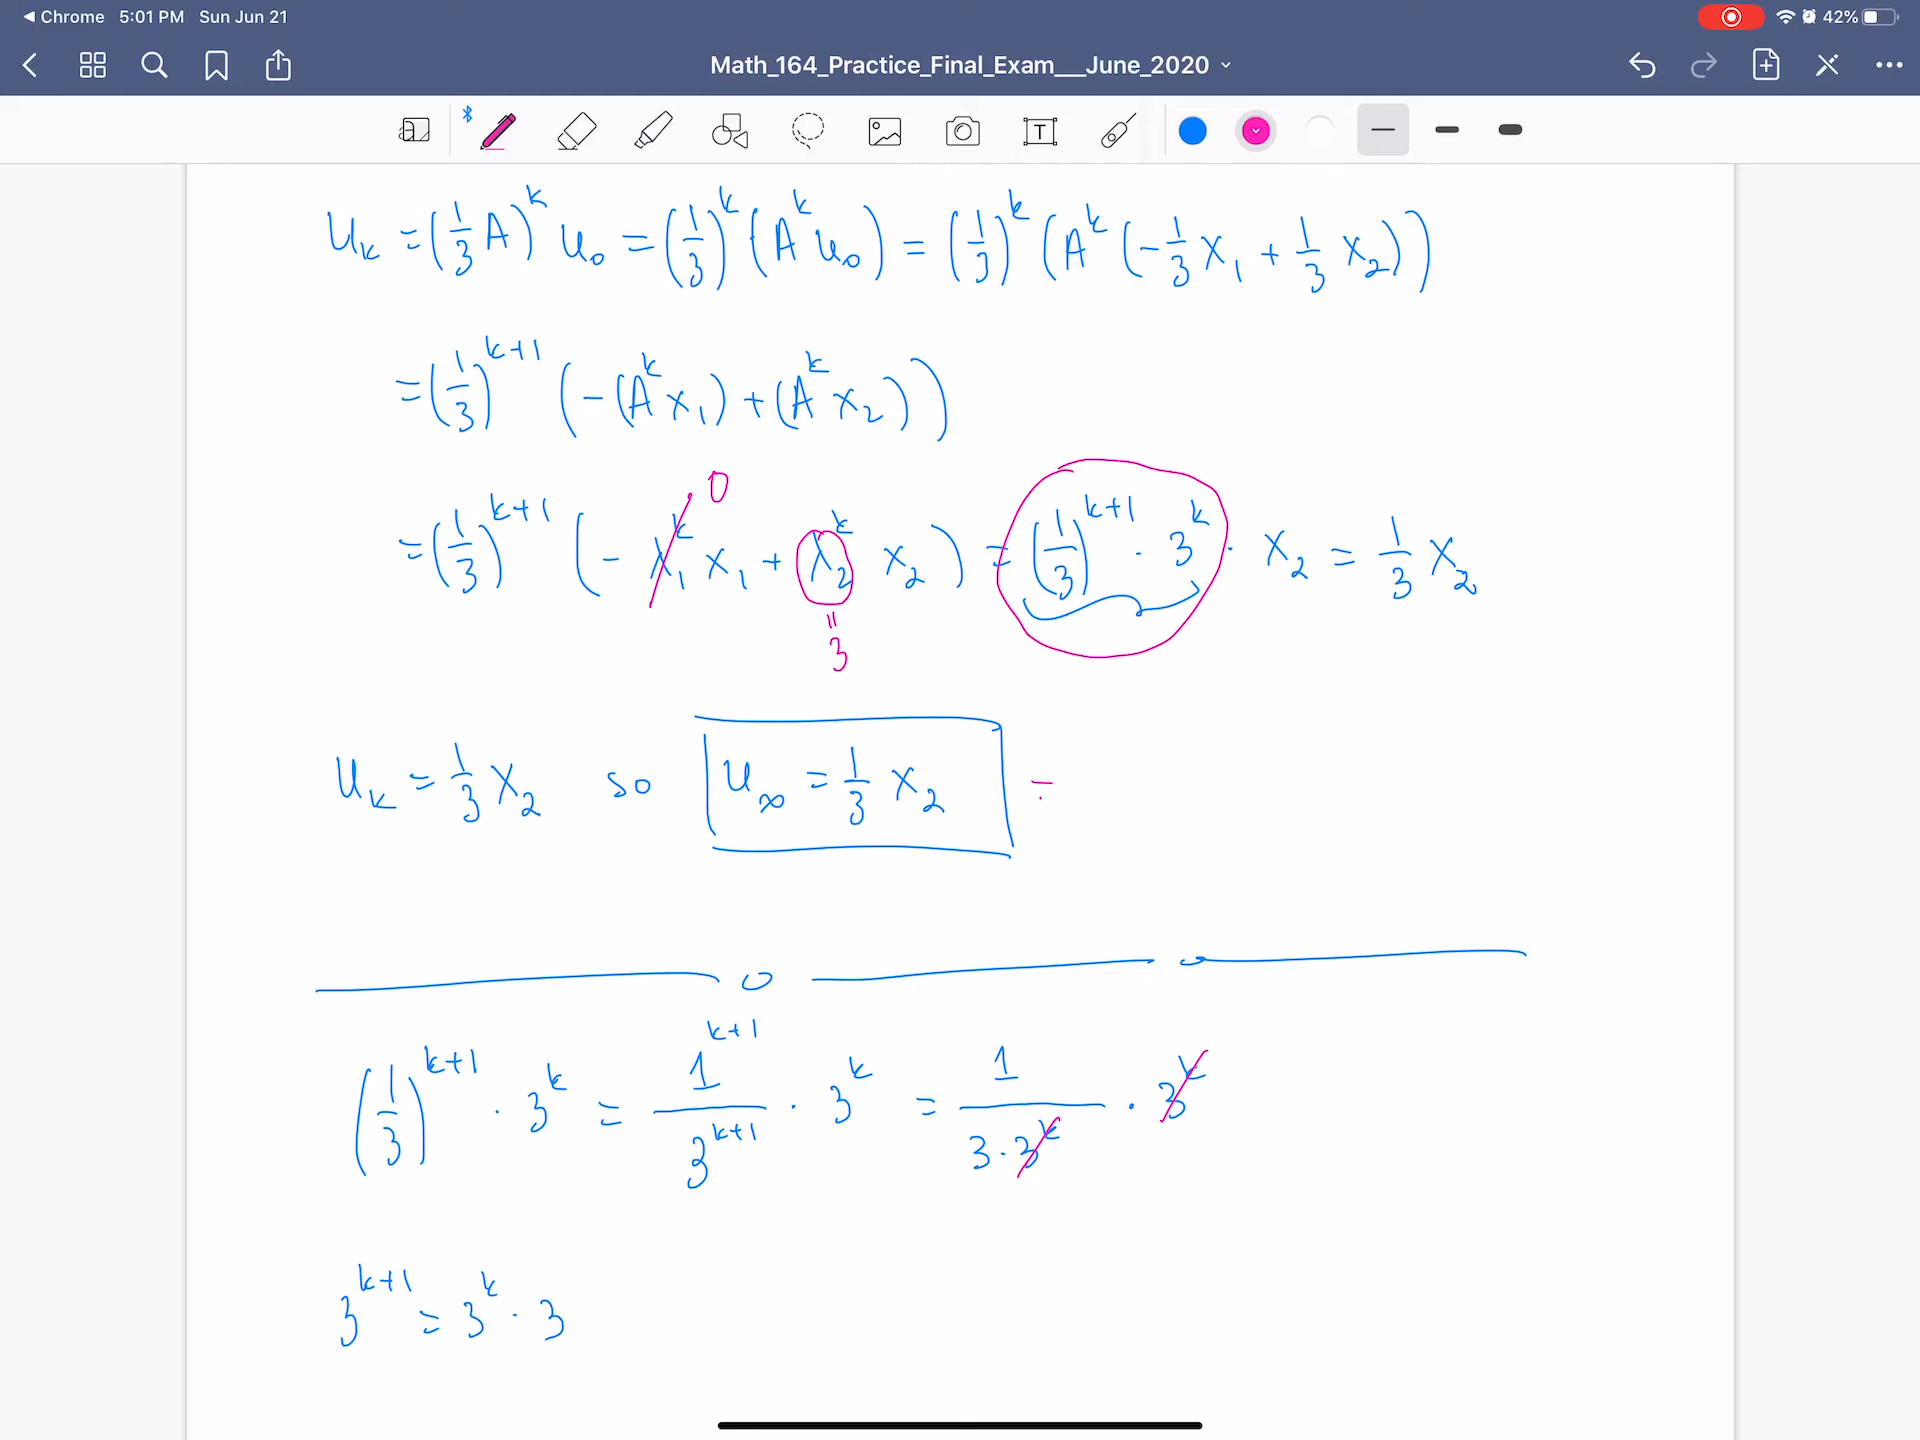 Chrome 5:01 PM Sun Jun 21 42%
Math_164_Practice_Final_Exam___June_2020
u_k = (1/3 A)^k u_0 = (1/3)^k (A^k u_0) = (1/3)^k (A^k (-1/3 x_1 + 1/3 x_2))
= (1/3)^{k+1} (-(A^k x_1) + (A^k x_2))
0
= (1/3)^{k+1} (- λ_1^k x_1 + λ_2^k x_2) = (1/3)^{k+1} · 3^k · x_2 = 1/3 x_2
=
3
u_k = 1/3 x_2 so u_∞ = 1/3 x_2 =
(1/3)^{k+1} · 3^k = 1^{k+1}/3^{k+1} · 3^k = 1/(3 · 3^k) · 3^k
3^{k+1} = 3^k · 3